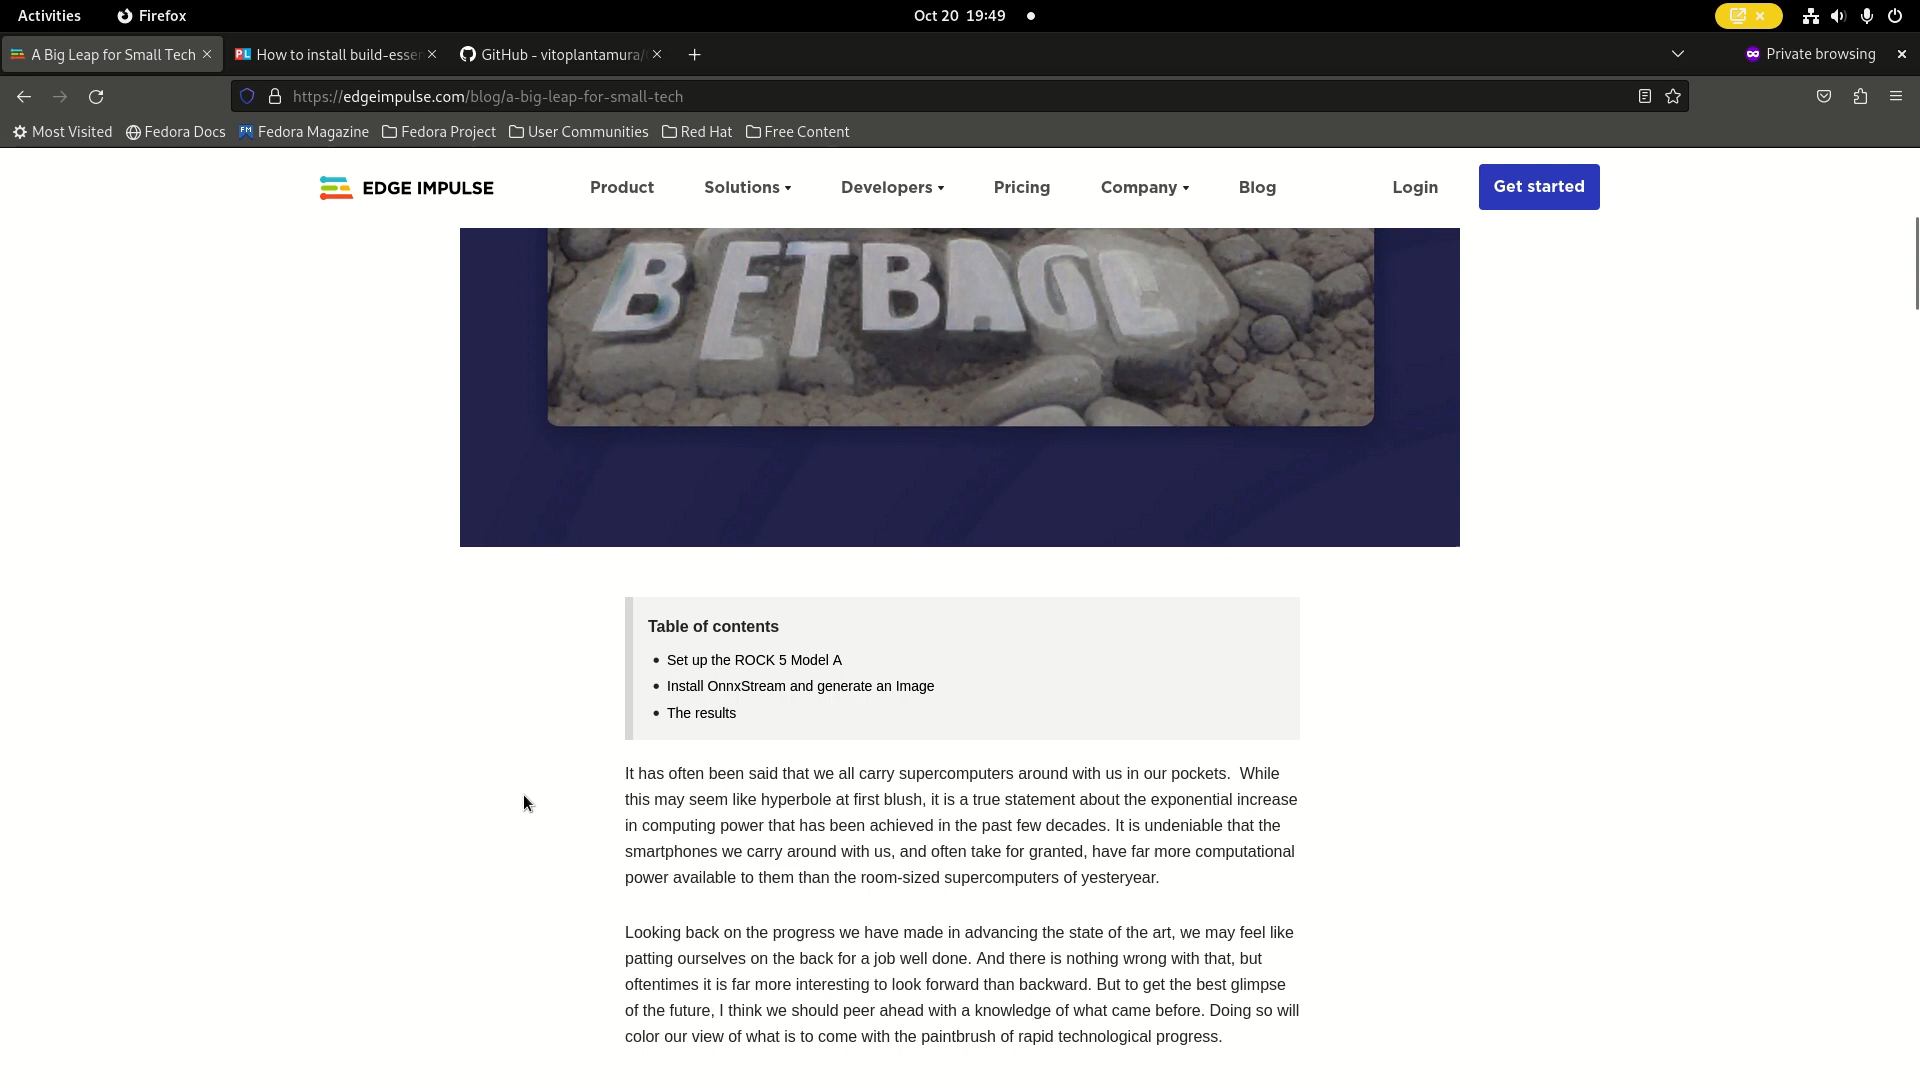 Activities
Firefox
Oct 20 19:49
A Big Leap for Small Tech
How to install build-esse
GitHub - vitoplantamura/
Private browsing
https://edgeimpulse.com/blog/a-big-leap-for-small-tech
Most Visited
Fedora Docs
Fedora Magazine
Fedora Project
User Communities
Red Hat
Free Content
EDGE IMPULSE
Product
Solutions
Developers
Pricing
Company
Blog
Login
Get started
BETBAGE
Table of contents
• Set up the ROCK 5 Model A
• Install OnnxStream and generate an Image
• The results
It has often been said that we all carry supercomputers around with us in our pockets.  While
this may seem like hyperbole at first blush, it is a true statement about the exponential increase
in computing power that has been achieved in the past few decades. It is undeniable that the
smartphones we carry around with us, and often take for granted, have far more computational
power available to them than the room-sized supercomputers of yesteryear.
Looking back on the progress we have made in advancing the state of the art, we may feel like
patting ourselves on the back for a job well done. And there is nothing wrong with that, but
oftentimes it is far more interesting to look forward than backward. But to get the best glimpse
of the future, I think we should peer ahead with a knowledge of what came before. Doing so will
color our view of what is to come with the paintbrush of rapid technological progress.